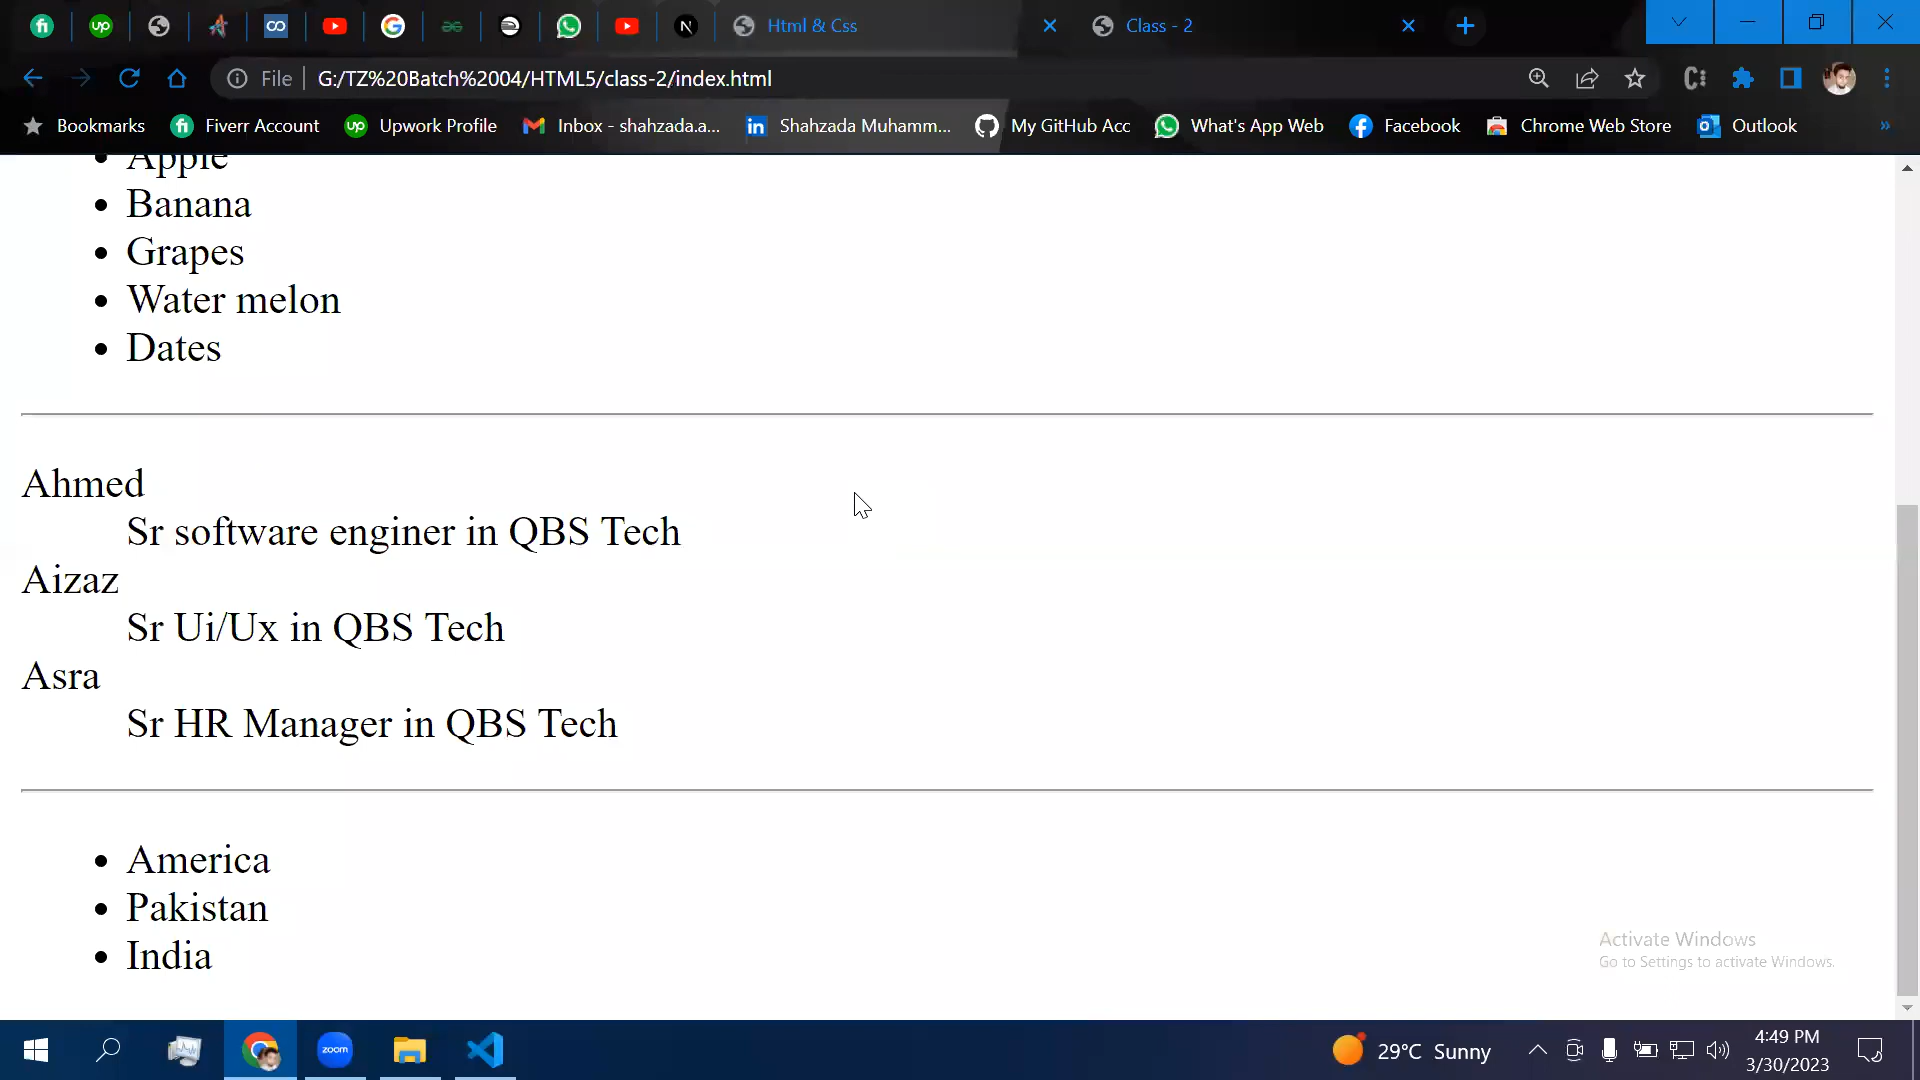 Html & Css
Class - 2
File
G:/TZ%20Batch%2004/HTML5/class-2/index.html
Bookmarks
Fiverr Account
Upwork Profile
Inbox - shahzada.a...
Shahzada Muhamm...
My GitHub Acc
What's App Web
Facebook
Chrome Web Store
Outlook
Apple
Banana
Grapes
Water melon
Dates
Ahmed
Sr software enginer in QBS Tech
Aizaz
Sr Ui/Ux in QBS Tech
Asra
Sr HR Manager in QBS Tech
America
Pakistan
India
Activate Windows
Go to Settings to activate Windows.
zoom
29°C Sunny
4:49 PM
3/30/2023